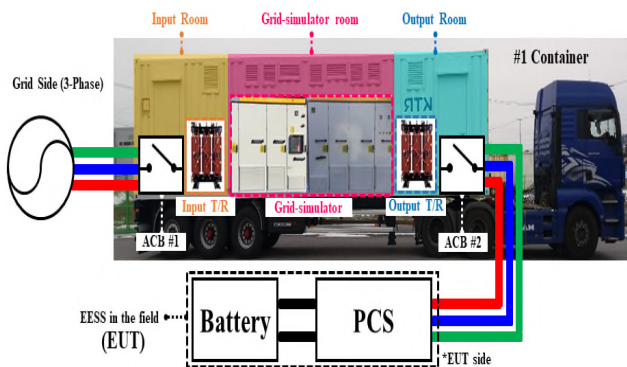 Input Room
Grid-simulator room
Output Room
#1 Container
Grid Side (3-Phase)
KTR
Input T/R
Grid-simulator
Output T/R
ACB #1
ACB #2
EESS in the field
(EUT)
Battery
PCS
*EUT side